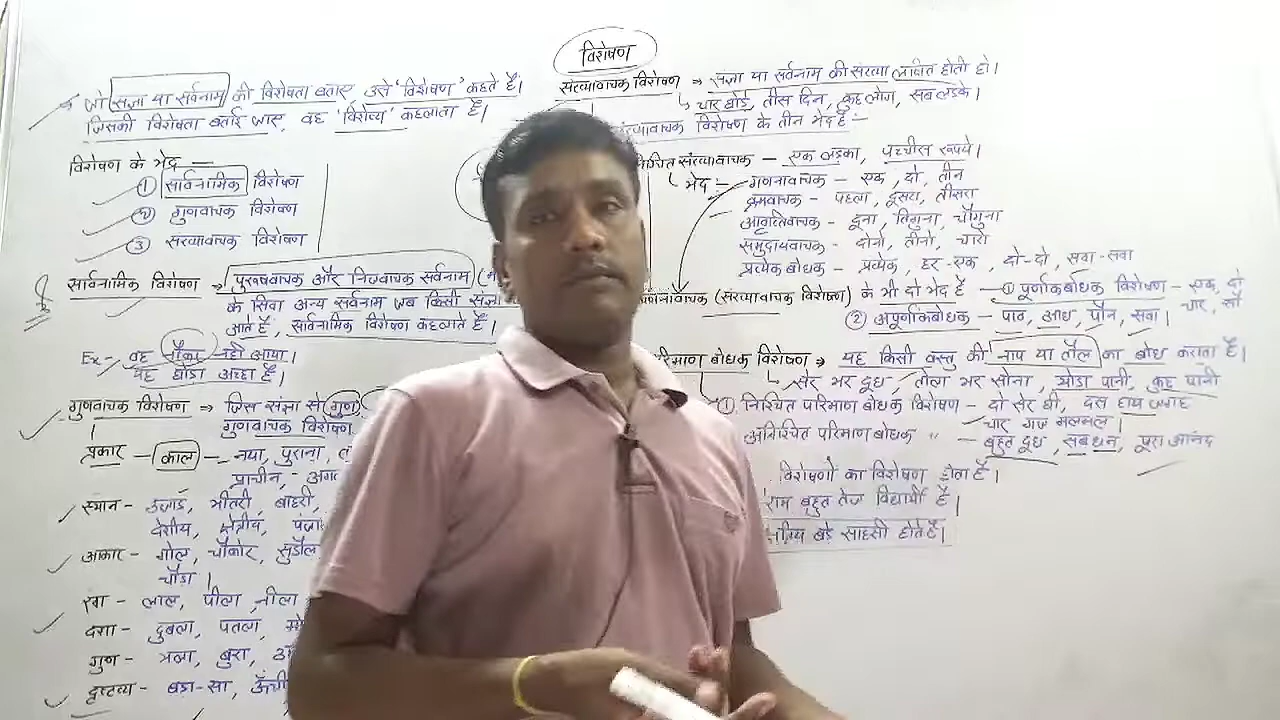 विशेषण
जो संज्ञा या सर्वनाम की विशेषता बताए उसे 'विशेषण' कहते हैं।
जिसकी विशेषता बताई जाए, वह 'विशेष्य' कहलाता है।
विशेषण के भेद —
① सार्वनामिक विशेषण
② गुणवाचक विशेषण
③ संख्यावाचक विशेषण
सार्वनामिक विशेषण → पुरूषवाचक और निजवाचक सर्वनाम
के सिवा अन्य सर्वनाम जब किसी संज्ञा
आते हैं, सार्वनामिक विशेषण कहलाते हैं।
Ex - वह नौकर नहीं आया।
यह घोड़ा अच्छा है।
गुणवाचक विशेषण ⇒ जिस संज्ञा से गुण
गुणवाचक विशेषण
प्रकार — काल — नया, पुराना,
प्राचीन,
स्थान - उजाड़, भीतरी, बाहरी,
देशीय, क्षेत्रीय,
आकार - गोल, चौकोर, सुडौल
चौड़ा।
रंग - लाल, पीला, नीला
दशा - दुबला, पतला,
गुण - भला, बुरा,
द्रष्टव्य - बड़ा-सा, ऊँची
संख्यावाचक विशेषण → संज्ञा या सर्वनाम की संख्या लक्षित होती हो।
चार घोड़े, तीस दिन, कुछ लोग, सब लड़के।
संख्यावाचक विशेषण के तीन भेद हैं :-
निश्चित संख्यावाचक — एक लड़का, पच्चीस रूपये।
भेद :- गणनावाचक - एक, दो, तीन
क्रमवाचक - पहला, दूसरा, तीसरा
आवृत्तिवाचक - दूना, तिगुना, चौगुना
समुदायवाचक - दोनों, तीनों, चारों
प्रत्येक बोधक - प्रत्येक, हर-एक, दो-दो, सवा-सवा
(संख्यावाचक विशेषण) के भी दो भेद हैं — ① पूर्णांकबोधक विशेषण - एक, दो
चार, सौ
② अपूर्णांकबोधक - पाव, आध, पौन, सवा।
परिमाण बोधक विशेषण → यह किसी वस्तु की नाप या तौल का बोध कराता है।
सेर भर दूध, तोला भर सोना, थोड़ा पानी, कुछ पानी
① निश्चित परिमाण बोधक विशेषण - दो सेर घी, दस हाथ जगह
चार गज मलमल।
अनिश्चित परिमाण बोधक " - बहुत दूध, सब धन, पूरा आनंद
विशेषणों का विशेषण होता है।
राम बहुत तेज विद्यार्थी है।
बड़े साहसी होते हैं।